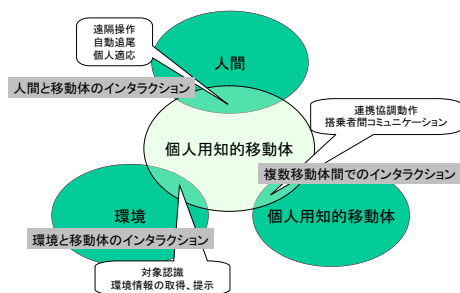 遠隔操作
自動追尾
個人適応
人間
人間と移動体のインタラクション
連携協調動作
搭乗者間コミュニケーション
個人用知的移動体
複数移動体間でのインタラクション
環境
個人用知的移動体
環境と移動体のインタラクション
対象認識
環境情報の取得、提示